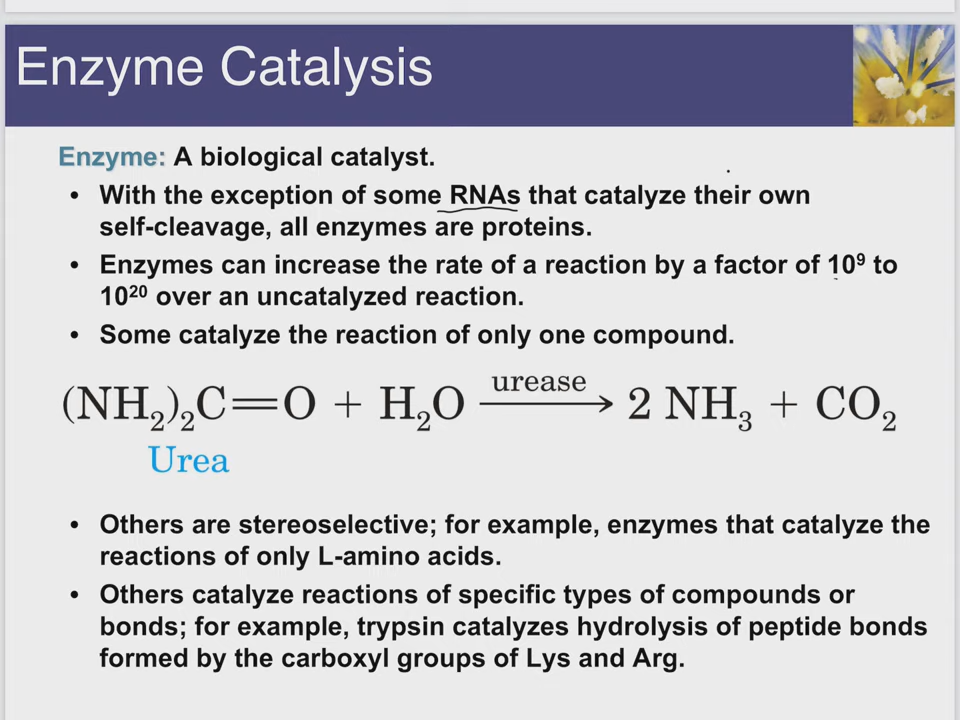 Enzyme Catalysis
Enzyme: A biological catalyst.
• With the exception of some RNAs that catalyze their own
self-cleavage, all enzymes are proteins.
• Enzymes can increase the rate of a reaction by a factor of 10⁹ to
10²⁰ over an uncatalyzed reaction.
• Some catalyze the reaction of only one compound.
urease
(NH₂)₂C=O + H₂O ⟶ 2 NH₃ + CO₂
Urea
• Others are stereoselective; for example, enzymes that catalyze the
reactions of only L-amino acids.
• Others catalyze reactions of specific types of compounds or
bonds; for example, trypsin catalyzes hydrolysis of peptide bonds
formed by the carboxyl groups of Lys and Arg.